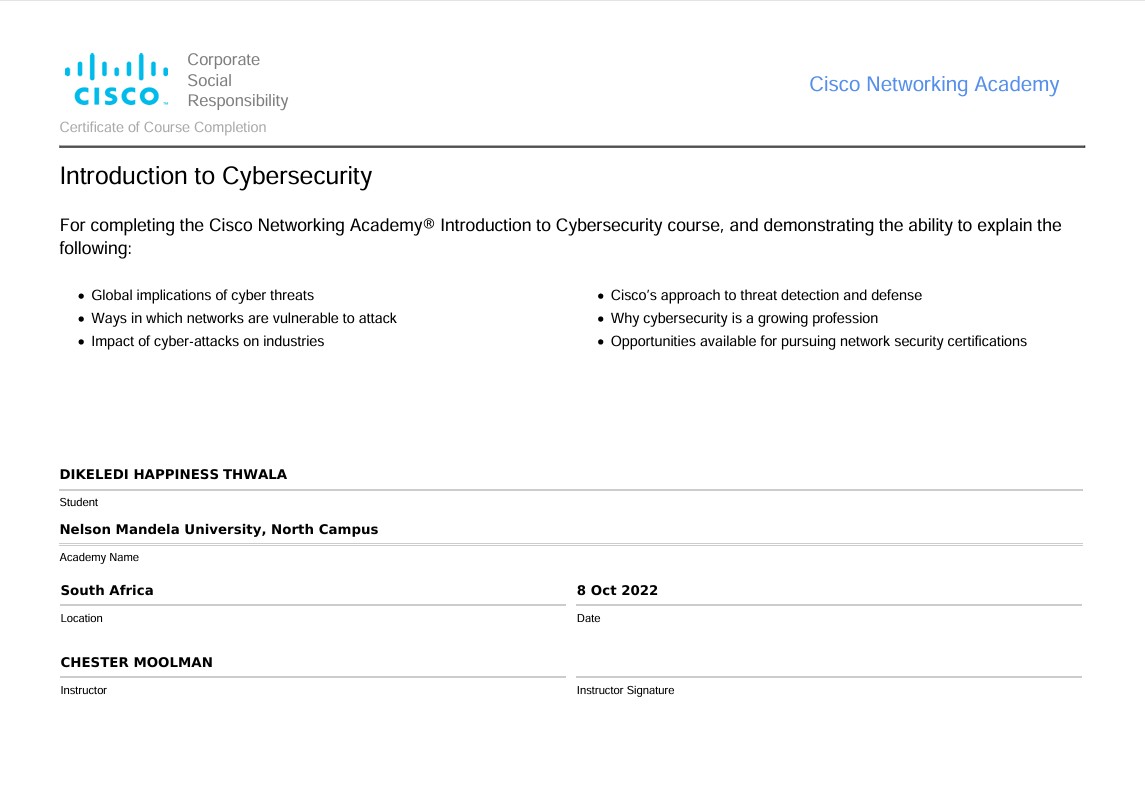 Corporate
Social
Responsibility
CISCO™
Cisco Networking Academy
Certificate of Course Completion
Introduction to Cybersecurity
For completing the Cisco Networking Academy® Introduction to Cybersecurity course, and demonstrating the ability to explain the
following:
• Global implications of cyber threats
• Ways in which networks are vulnerable to attack
• Impact of cyber-attacks on industries
• Cisco’s approach to threat detection and defense
• Why cybersecurity is a growing profession
• Opportunities available for pursuing network security certifications
DIKELEDI HAPPINESS THWALA
Student
Nelson Mandela University, North Campus
Academy Name
South Africa
Location
8 Oct 2022
Date
CHESTER MOOLMAN
Instructor
Instructor Signature